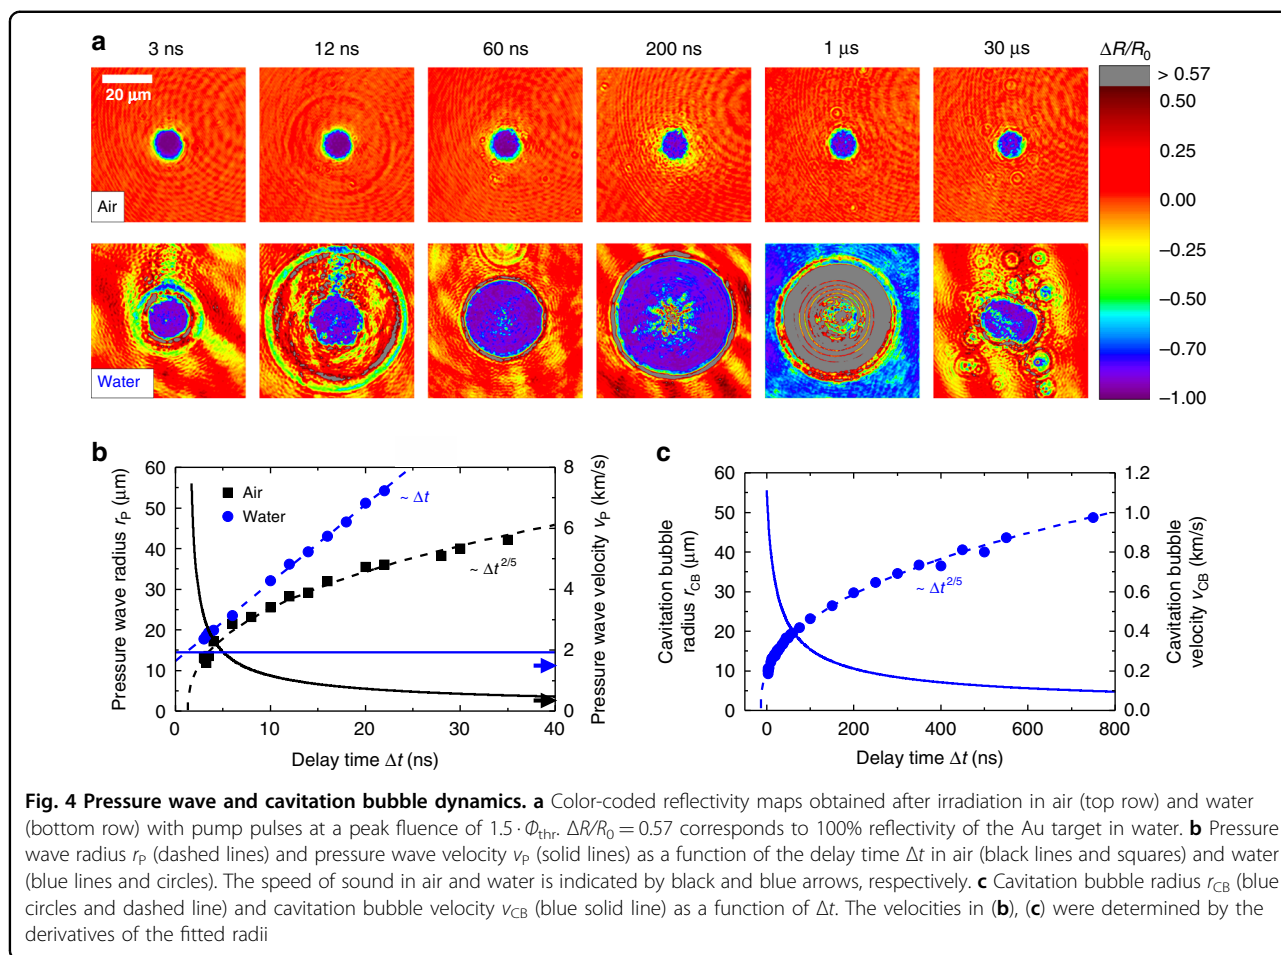 a
3 ns 12 ns 60 ns 200 ns 1 μs 30 μs ΔR/R0
20 μm
Air
Water
> 0.57
0.50
0.25
0.00
−0.25
−0.50
−0.70
−1.00
b
Pressure wave radius rP (μm)
60
50
40
30
20
10
0
Air
Water
~ Δt
~ Δt2/5
8
6
4
2
0
Pressure wave velocity vP (km/s)
0 10 20 30 40
Delay time Δt (ns)
c
Cavitation bubble
radius rCB (μm)
60
50
40
30
20
10
0
~ Δt2/5
1.2
1.0
0.8
0.6
0.4
0.2
0.0
Cavitation bubble
velocity vCB (km/s)
0 200 400 600 800
Delay time Δt (ns)
Fig. 4 Pressure wave and cavitation bubble dynamics. a Color-coded reflectivity maps obtained after irradiation in air (top row) and water
(bottom row) with pump pulses at a peak fluence of 1.5 · Φthr. ΔR/R0 = 0.57 corresponds to 100% reflectivity of the Au target in water. b Pressure
wave radius rP (dashed lines) and pressure wave velocity vP (solid lines) as a function of the delay time Δt in air (black lines and squares) and water
(blue lines and circles). The speed of sound in air and water is indicated by black and blue arrows, respectively. c Cavitation bubble radius rCB (blue
circles and dashed line) and cavitation bubble velocity vCB (blue solid line) as a function of Δt. The velocities in (b), (c) were determined by the
derivatives of the fitted radii